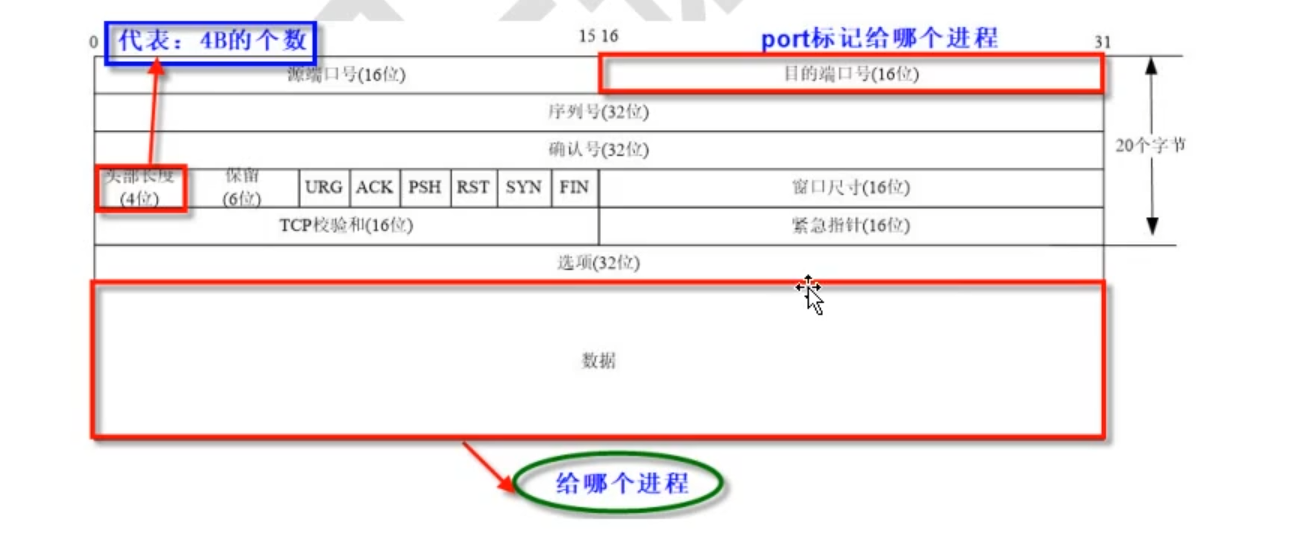 0 代表：4B的个数 15 16 port标记给哪个进程 31
源端口号(16位) 目的端口号(16位)
序列号(32位)
确认号(32位) 20个字节
头部长度 保留
(4位) (6位) URG ACK PSH RST SYN FIN 窗口尺寸(16位)
TCP校验和(16位) 紧急指针(16位)
选项(32位)
数据
给哪个进程